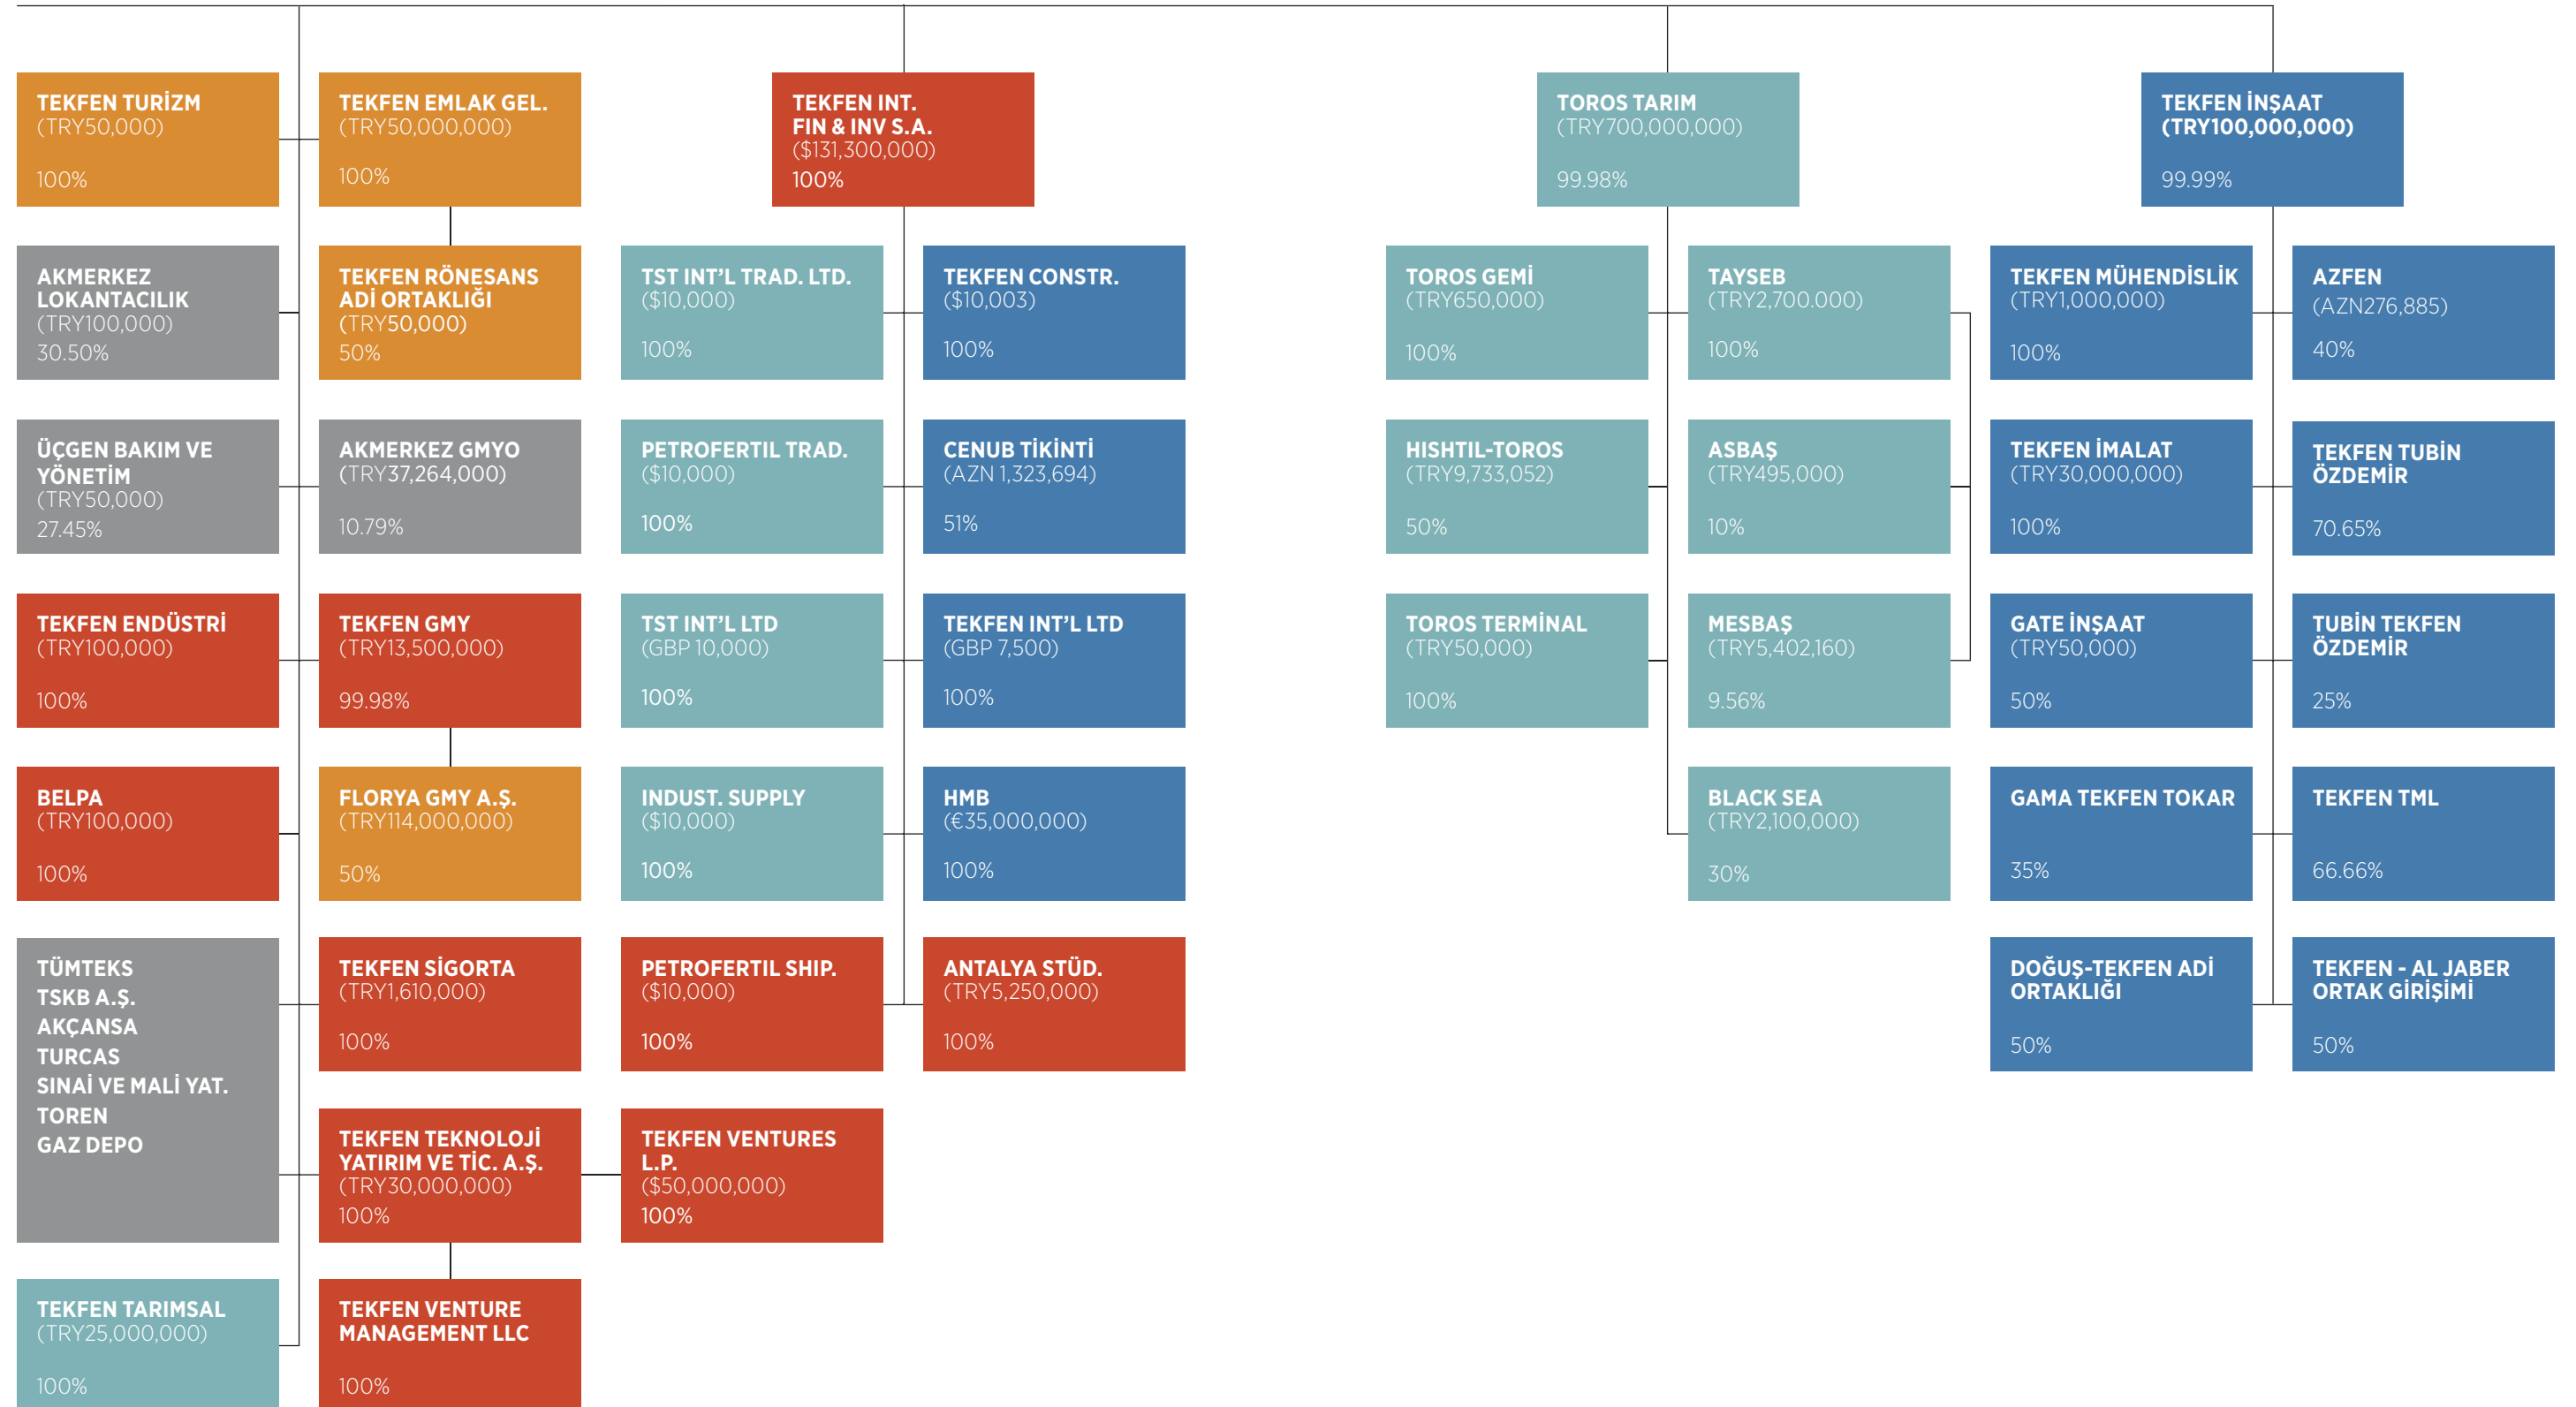 TEKFEN TURİZM
(TRY50,000)
100%
TEKFEN EMLAK GEL.
(TRY50,000,000)
100%
TEKFEN INT.
FIN & INV S.A.
($131,300,000)
100%
TOROS TARIM
(TRY700,000,000)
99.98%
TEKFEN İNŞAAT
(TRY100,000,000)
99.99%
AKMERKEZ
LOKANTACILIK
(TRY100,000)
30.50%
TEKFEN RÖNESANS
ADİ ORTAKLIĞI
(TRY50,000)
50%
TST INT’L TRAD. LTD.
($10,000)
100%
TEKFEN CONSTR.
($10,003)
100%
TOROS GEMİ
(TRY650,000)
100%
TAYSEB
(TRY2,700.000)
100%
TEKFEN MÜHENDİSLİK
(TRY1,000,000)
100%
AZFEN
(AZN276,885)
40%
ÜÇGEN BAKIM VE
YÖNETİM
(TRY50,000)
27.45%
AKMERKEZ GMYO
(TRY37,264,000)
10.79%
PETROFERTIL TRAD.
($10,000)
100%
CENUB TİKİNTİ
(AZN 1,323,694)
51%
HISHTIL-TOROS
(TRY9,733,052)
50%
ASBAŞ
(TRY495,000)
10%
TEKFEN İMALAT
(TRY30,000,000)
100%
TEKFEN TUBİN
ÖZDEMİR
70.65%
TEKFEN ENDÜSTRİ
(TRY100,000)
100%
TEKFEN GMY
(TRY13,500,000)
99.98%
TST INT’L LTD
(GBP 10,000)
100%
TEKFEN INT’L LTD
(GBP 7,500)
100%
TOROS TERMİNAL
(TRY50,000)
100%
MESBAŞ
(TRY5,402,160)
9.56%
GATE İNŞAAT
(TRY50,000)
50%
TUBİN TEKFEN
ÖZDEMİR
25%
BELPA
(TRY100,000)
100%
FLORYA GMY A.Ş.
(TRY114,000,000)
50%
INDUST. SUPPLY
($10,000)
100%
HMB
(€35,000,000)
100%
BLACK SEA
(TRY2,100,000)
30%
GAMA TEKFEN TOKAR
35%
TEKFEN TML
66.66%
TÜMTEKS
TSKB A.Ş.
AKÇANSA
TURCAS
SINAİ VE MALİ YAT.
TOREN
GAZ DEPO
TEKFEN SİGORTA
(TRY1,610,000)
100%
PETROFERTIL SHIP.
($10,000)
100%
ANTALYA STÜD.
(TRY5,250,000)
100%
DOĞUŞ-TEKFEN ADİ
ORTAKLIĞI
50%
TEKFEN - AL JABER
ORTAK GİRİŞİMİ
50%
TEKFEN TEKNOLOJİ
YATIRIM VE TİC. A.Ş.
(TRY30,000,000)
100%
TEKFEN VENTURES
L.P.
($50,000,000)
100%
TEKFEN TARIMSAL
(TRY25,000,000)
100%
TEKFEN VENTURE
MANAGEMENT LLC
100%